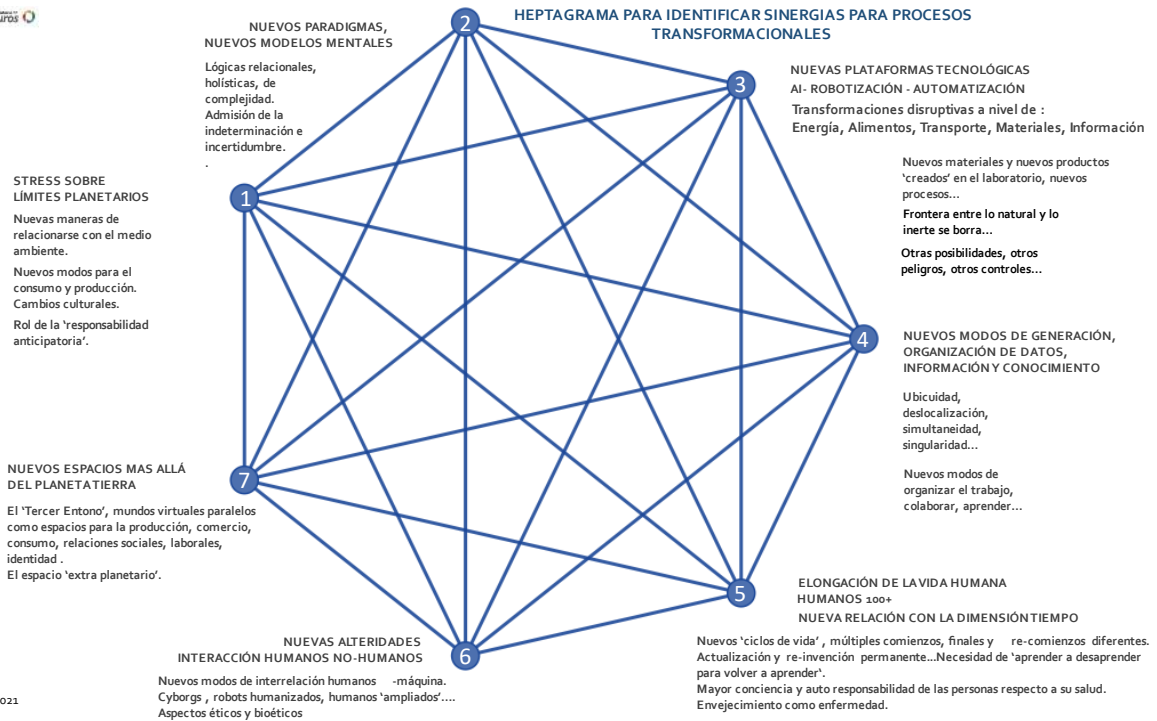 uros
HEPTAGRAMA PARA IDENTIFICAR SINERGIAS PARA PROCESOS
TRANSFORMACIONALES
NUEVOS PARADIGMAS,
NUEVOS MODELOS MENTALES
Lógicas relacionales,
holísticas, de
complejidad.
Admisión de la
indeterminación e
incertidumbre.
.
2
3
NUEVAS PLATAFORMAS TECNOLÓGICAS
AI- ROBOTIZACIÓN - AUTOMATIZACIÓN
Transformaciones disruptivas a nivel de :
Energía, Alimentos, Transporte, Materiales, Información
Nuevos materiales y nuevos productos
‘creados’ en el laboratorio, nuevos
procesos...
Frontera entre lo natural y lo
inerte se borra...
Otras posibilidades, otros
peligros, otros controles...
STRESS SOBRE
LÍMITES PLANETARIOS
Nuevas maneras de
relacionarse con el medio
ambiente.
Nuevos modos para el
consumo y producción.
Cambios culturales.
Rol de la ‘responsabilidad
anticipatoria’.
1
4
NUEVOS MODOS DE GENERACIÓN,
ORGANIZACIÓN DE DATOS,
INFORMACIÓN Y CONOCIMIENTO
Ubicuidad,
deslocalización,
simultaneidad,
singularidad...
Nuevos modos de
organizar el trabajo,
colaborar, aprender...
NUEVOS ESPACIOS MAS ALLÁ
DEL PLANETA TIERRA
El ‘Tercer Entono’, mundos virtuales paralelos
como espacios para la producción, comercio,
consumo, relaciones sociales, laborales,
identidad .
El espacio ‘extra planetario’.
7
5
ELONGACIÓN DE LA VIDA HUMANA
HUMANOS 100+
NUEVA RELACIÓN CON LA DIMENSIÓN TIEMPO
Nuevos ‘ciclos de vida’ , múltiples comienzos, finales y re-comienzos diferentes.
Actualización y re-invención permanente...Necesidad de ‘aprender a desaprender
para volver a aprender‘.
Mayor conciencia y auto responsabilidad de las personas respecto a su salud.
Envejecimiento como enfermedad.
6
NUEVAS ALTERIDADES
INTERACCIÓN HUMANOS NO-HUMANOS
Nuevos modos de interrelación humanos -máquina.
Cyborgs , robots humanizados, humanos ‘ampliados’....
Aspectos éticos y bioéticos
021